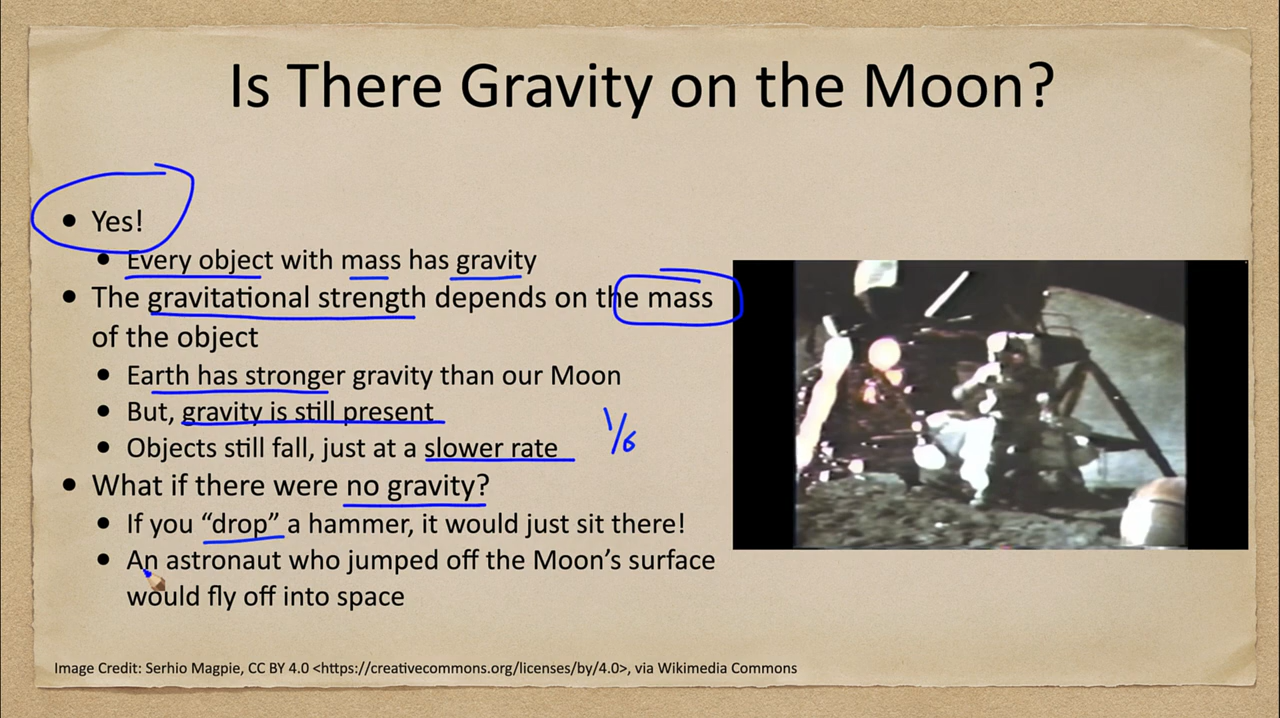 Is There Gravity on the Moon?
• Yes!
• Every object with mass has gravity
• The gravitational strength depends on the mass
of the object
• Earth has stronger gravity than our Moon
• But, gravity is still present
• Objects still fall, just at a slower rate
1/6
• What if there were no gravity?
• If you “drop” a hammer, it would just sit there!
• An astronaut who jumped off the Moon’s surface
would fly off into space
Image Credit: Serhio Magpie, CC BY 4.0 <https://creativecommons.org/licenses/by/4.0>, via Wikimedia Commons